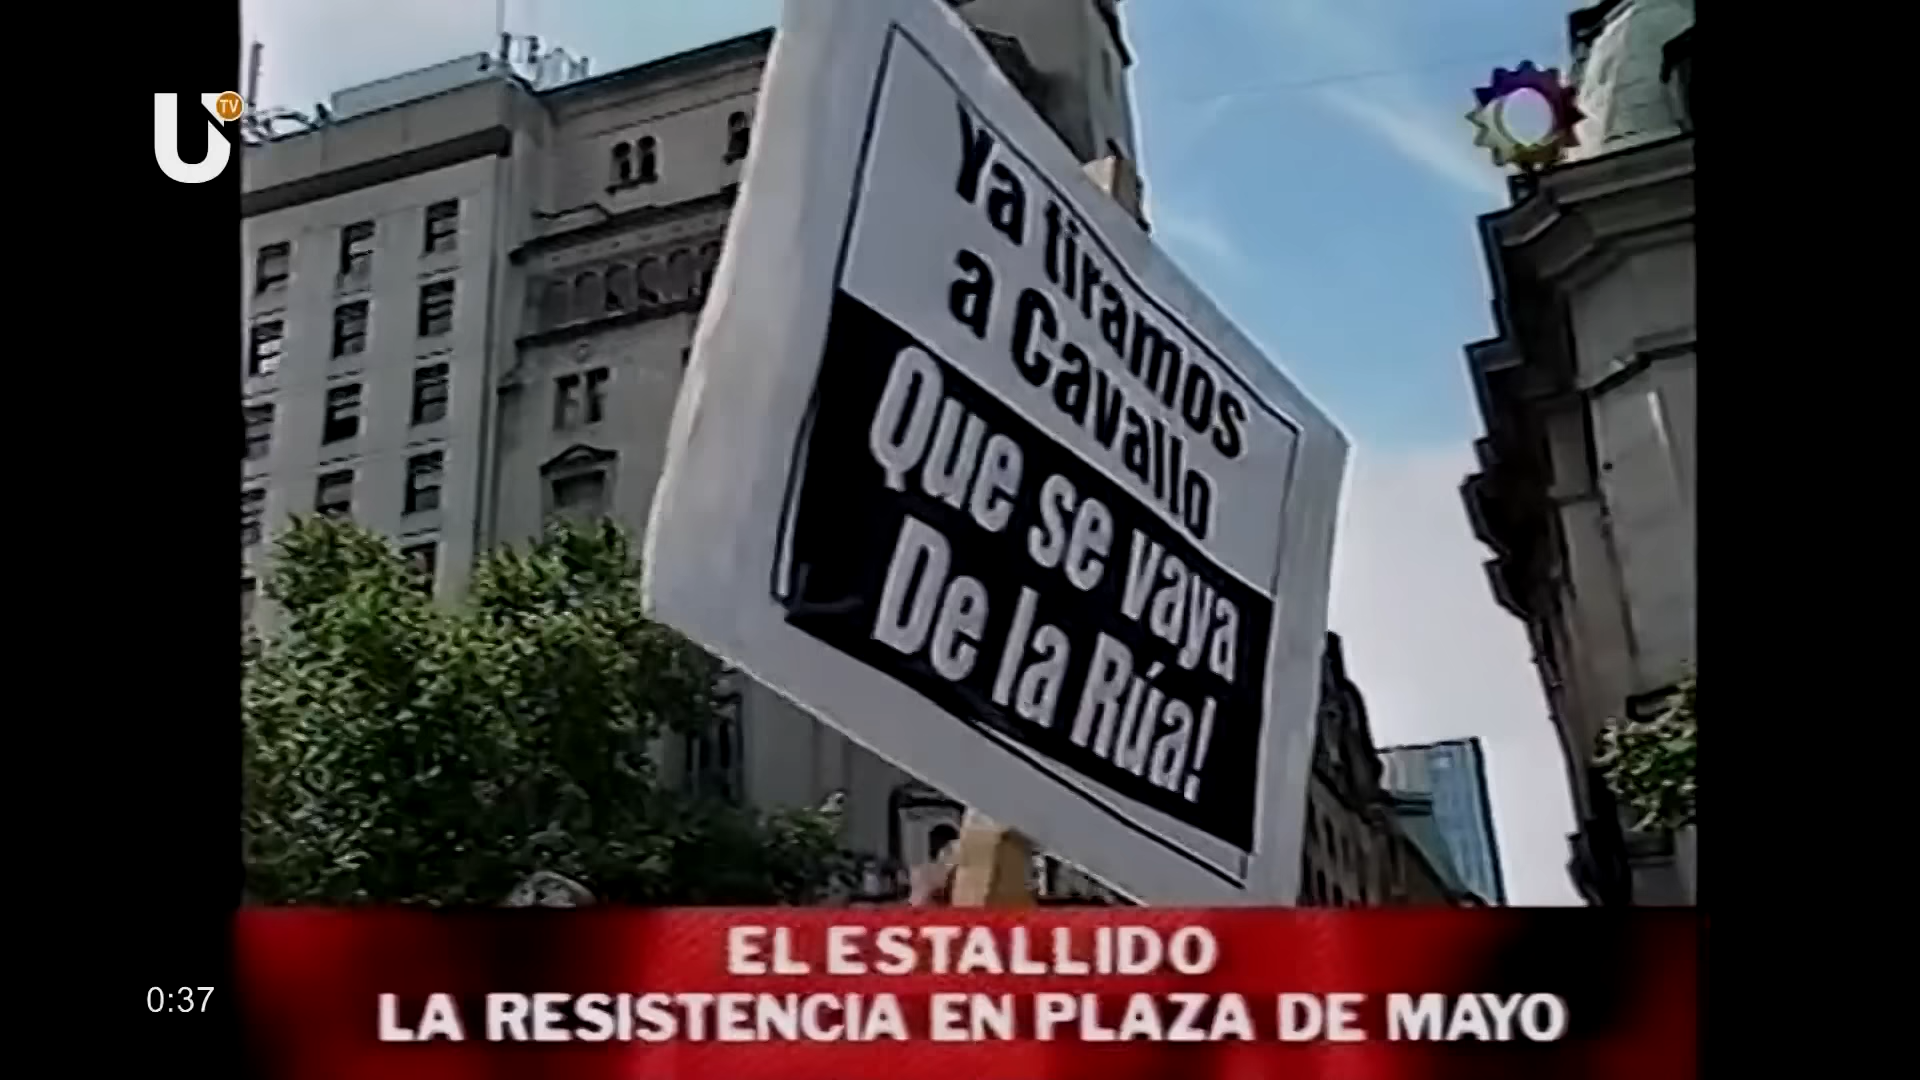 U TV
Ya tiramos
a Cavallo
Que se vaya
De la Rúa!
EL ESTALLIDO
LA RESISTENCIA EN PLAZA DE MAYO
0:37